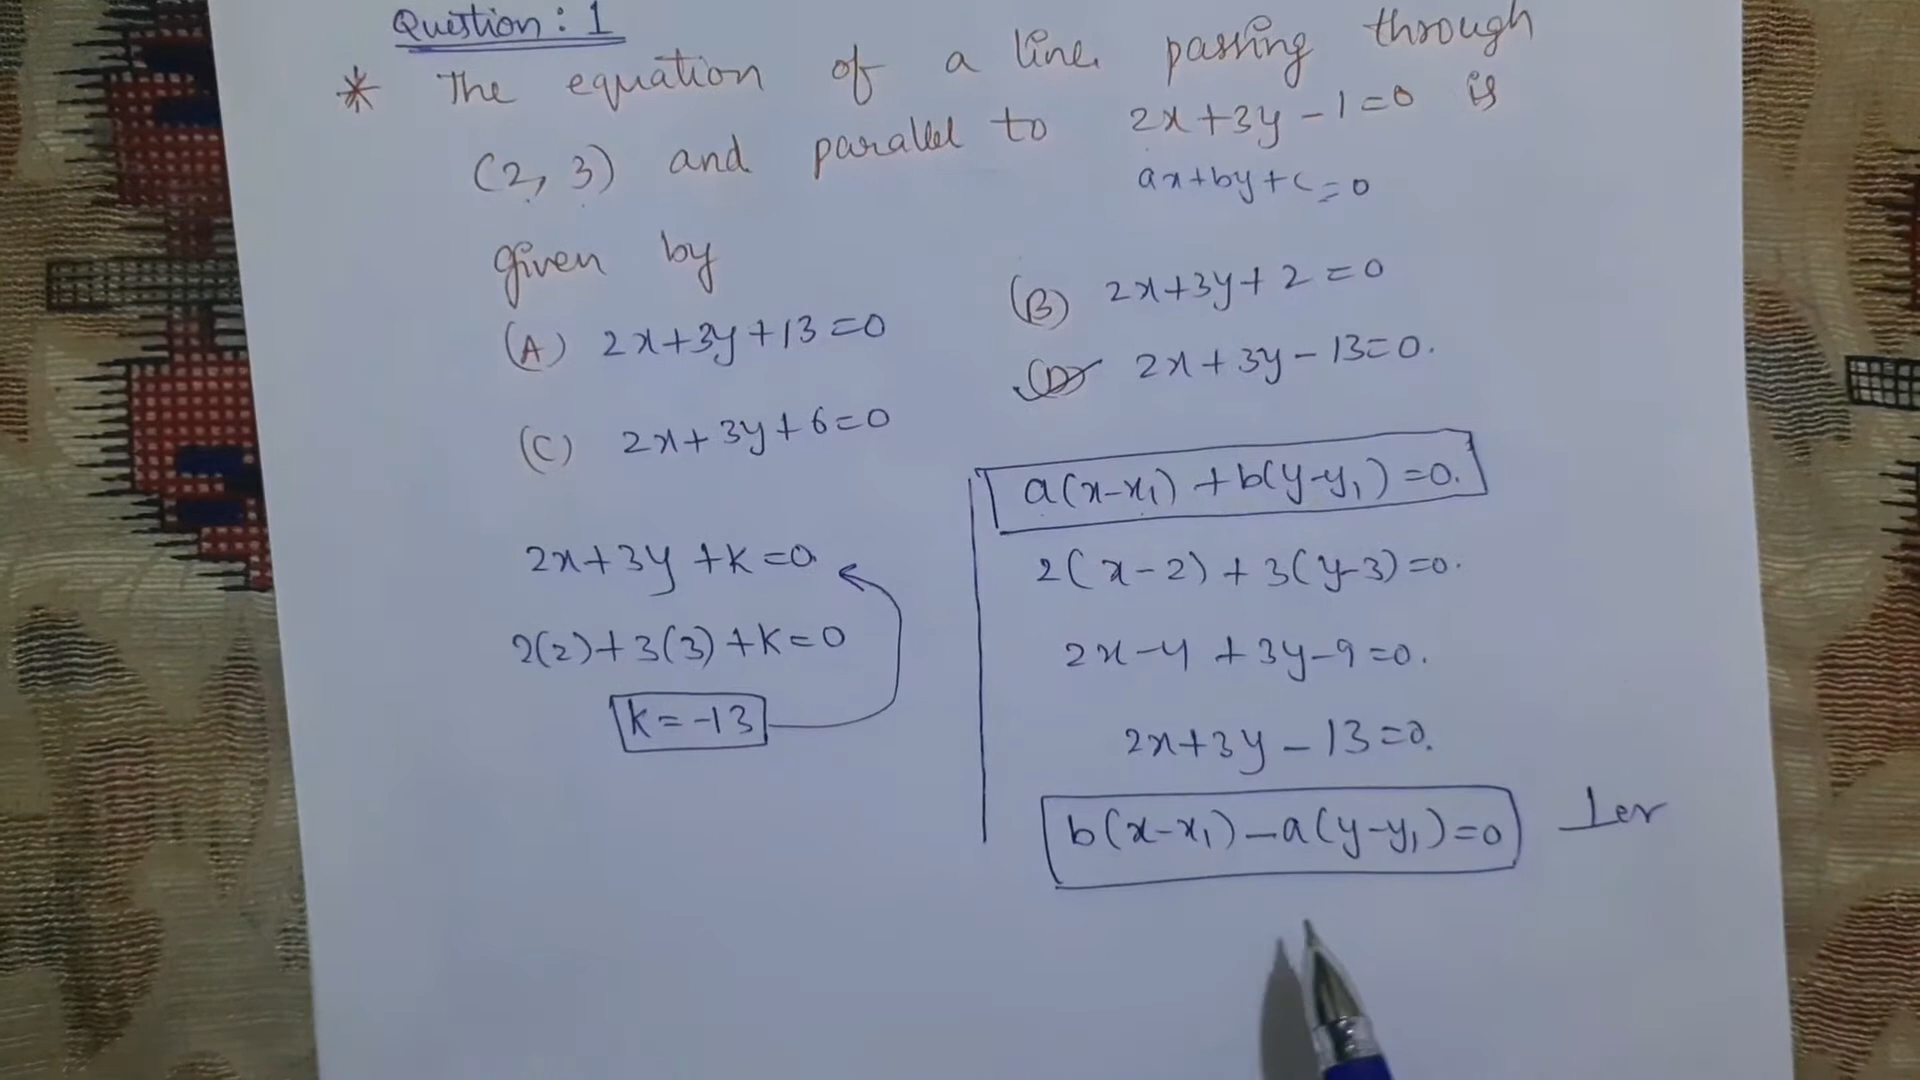 Question : 1
* The equation of a line passing through
(2, 3) and parallel to 2x+3y-1=0 is
ax+by+c=0
given by
(A) 2x+3y+13=0
(B) 2x+3y+2=0
(C) 2x+3y+6=0
(D) 2x+3y-13=0.
2x+3y+k=0
2(2)+3(3)+k=0
k=-13
a(x-x₁)+b(y-y₁)=0.
2(x-2)+3(y-3)=0.
2x-4+3y-9=0.
2x+3y-13=0.
b(x-x₁)-a(y-y₁)=0 ⊥er